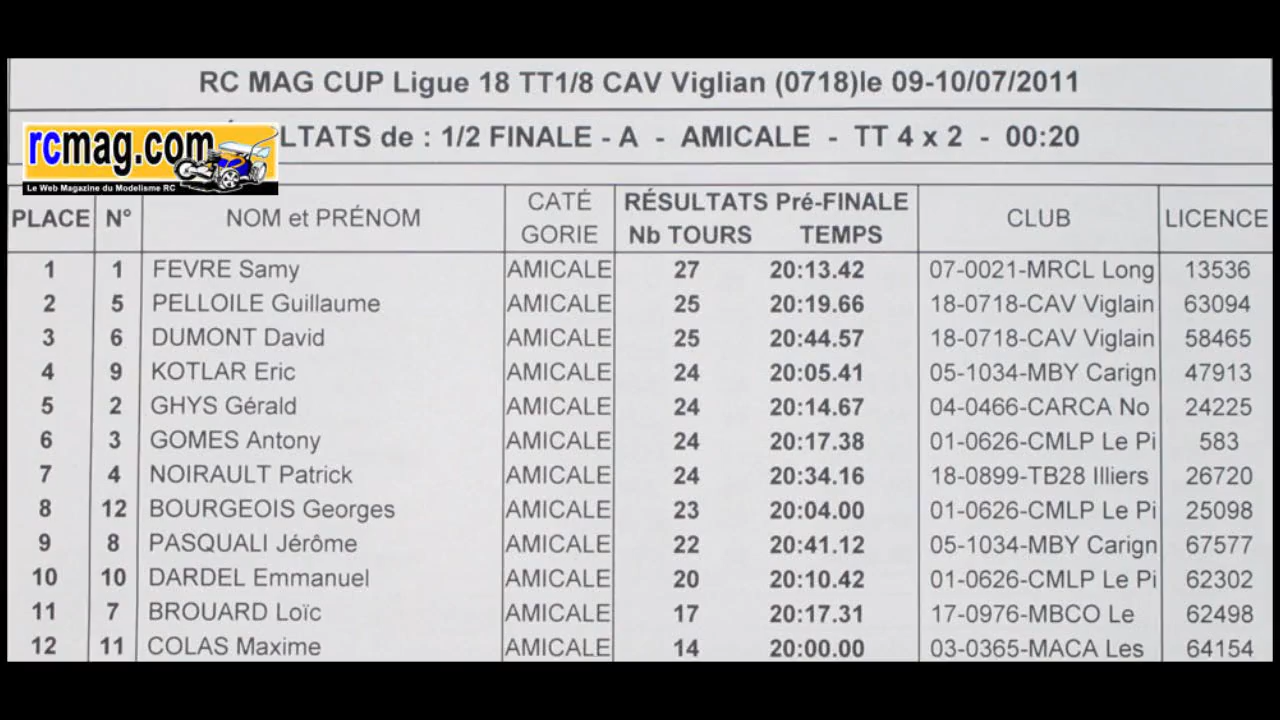 RC MAG CUP Ligue 18 TT1/8 CAV Viglian (0718)le 09-10/07/2011
LTATS de : 1/2 FINALE - A - AMICALE - TT 4 x 2 - 00:20
rcmag.com
Le Web Magazine du Modelisme RC
PLACE N° NOM et PRÉNOM CATÉ GORIE RÉSULTATS Pré-FINALE Nb TOURS TEMPS CLUB LICENCE
1 1 FEVRE Samy AMICALE 27 20:13.42 07-0021-MRCL Long 13536
2 5 PELLOILE Guillaume AMICALE 25 20:19.66 18-0718-CAV Viglain 63094
3 6 DUMONT David AMICALE 25 20:44.57 18-0718-CAV Viglain 58465
4 9 KOTLAR Eric AMICALE 24 20:05.41 05-1034-MBY Carign 47913
5 2 GHYS Gérald AMICALE 24 20:14.67 04-0466-CARCA No 24225
6 3 GOMES Antony AMICALE 24 20:17.38 01-0626-CMLP Le Pi 583
7 4 NOIRAULT Patrick AMICALE 24 20:34.16 18-0899-TB28 Illiers 26720
8 12 BOURGEOIS Georges AMICALE 23 20:04.00 01-0626-CMLP Le Pi 25098
9 8 PASQUALI Jérôme AMICALE 22 20:41.12 05-1034-MBY Carign 67577
10 10 DARDEL Emmanuel AMICALE 20 20:10.42 01-0626-CMLP Le Pi 62302
11 7 BROUARD Loïc AMICALE 17 20:17.31 17-0976-MBCO Le 62498
12 11 COLAS Maxime AMICALE 14 20:00.00 03-0365-MACA Les 64154